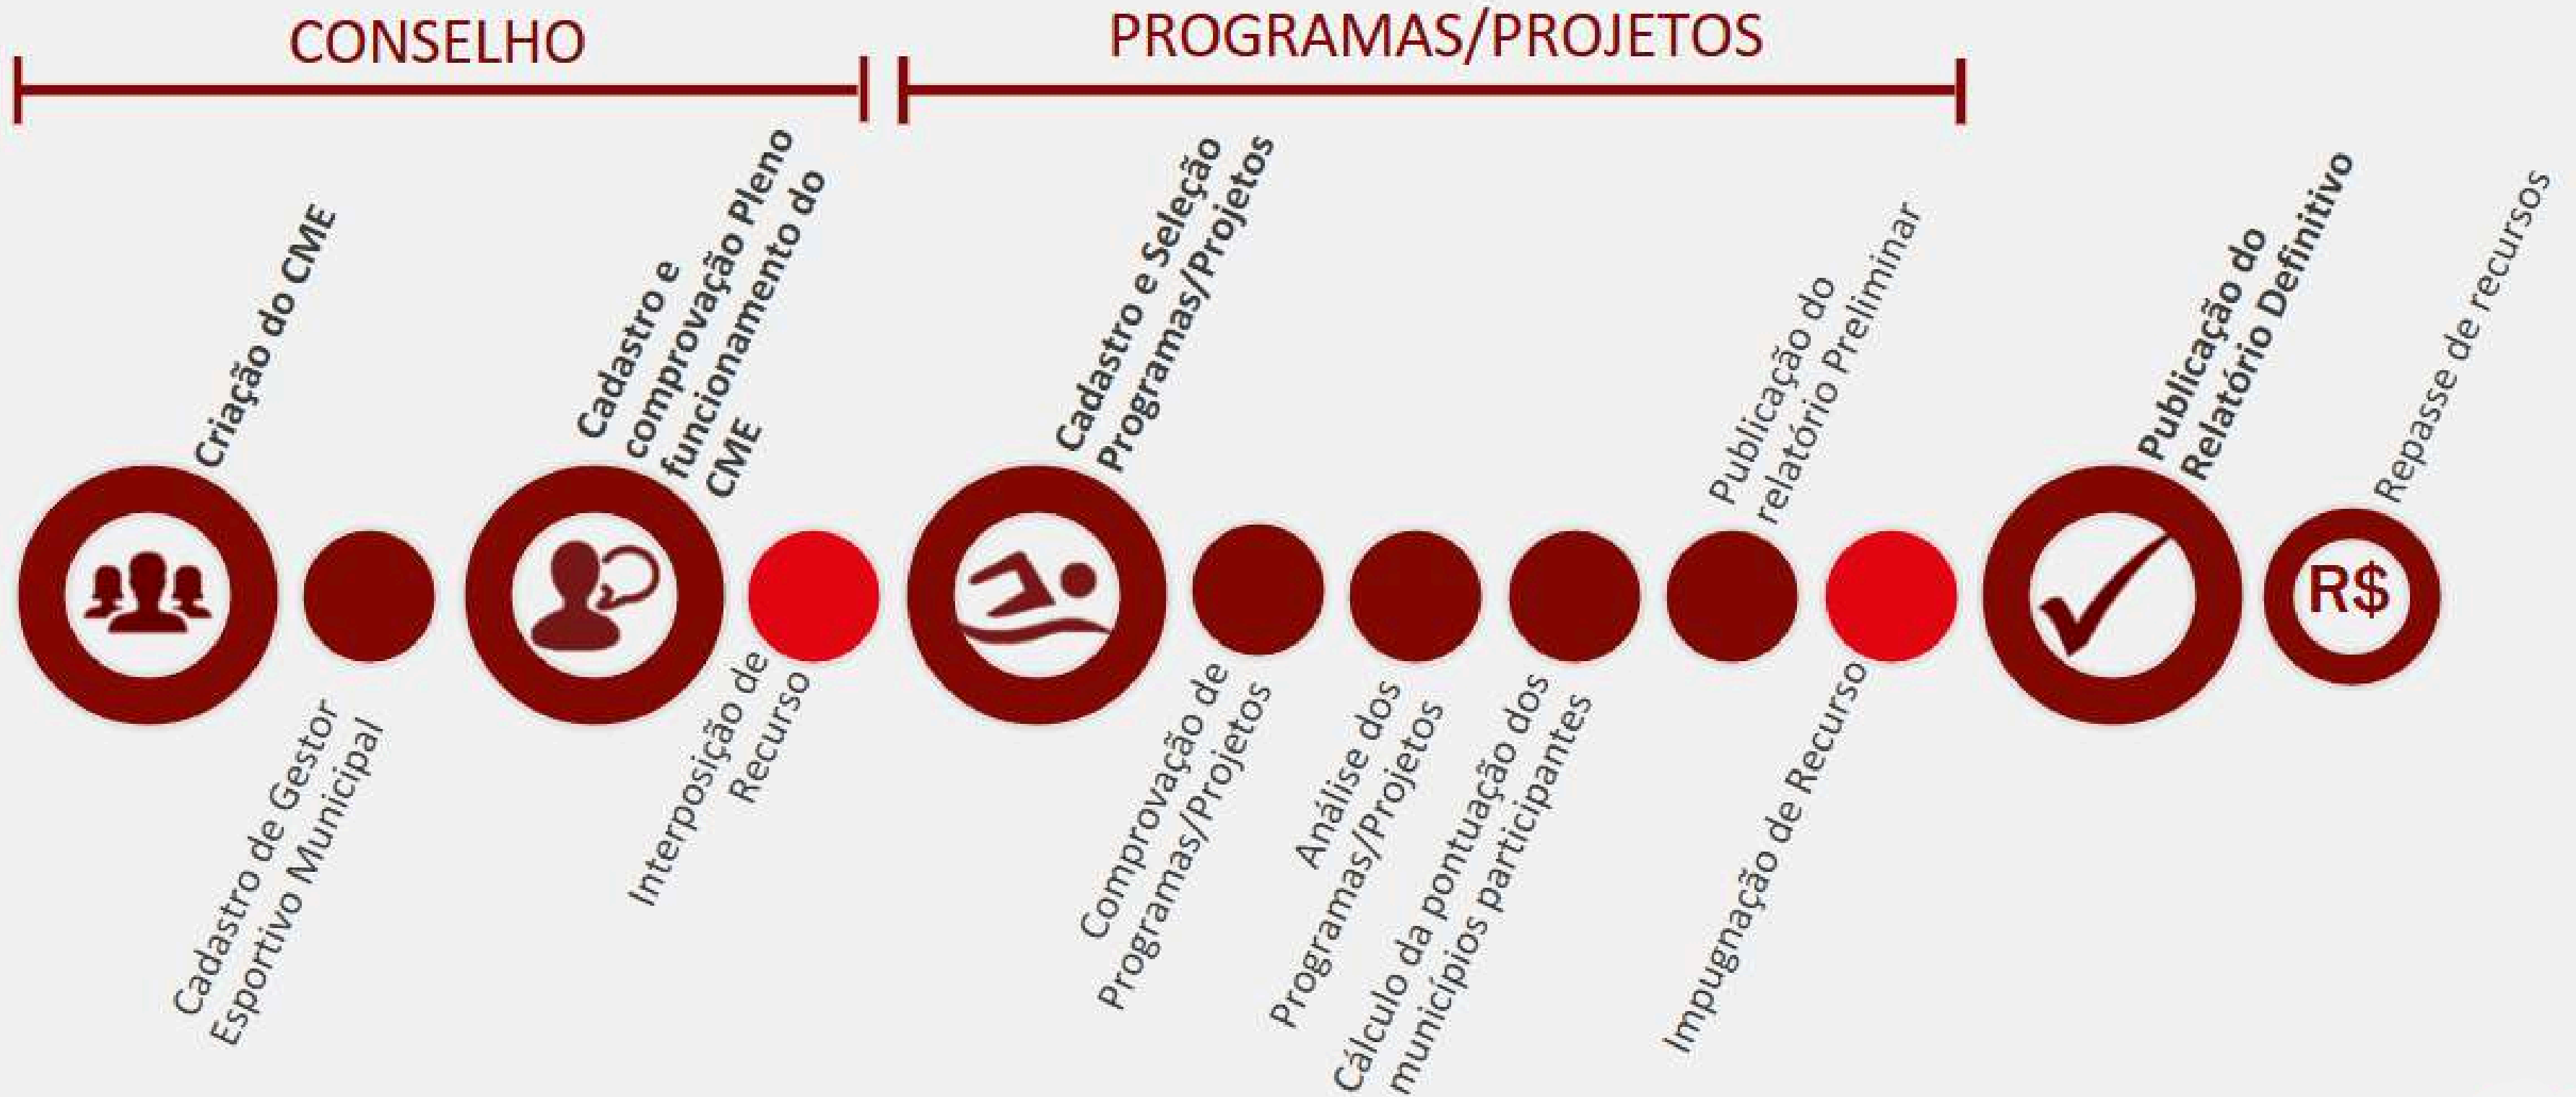 CONSELHO
PROGRAMAS/PROJETOS
Criação do CME
Cadastro de Gestor
Esportivo Municipal
Cadastro e
comprovação Pleno
funcionamento do
CME
Interposição de
Recurso
Cadastro e Seleção
Programas/Projetos
Comprovação de
Programas/Projetos
Análise dos
Programas/Projetos
Cálculo da pontuação dos
municípios participantes
Publicação do
relatório Preliminar
Impugnação de Recurso
Publicação do
Relatório Definitivo
R$
Repasse de recursos